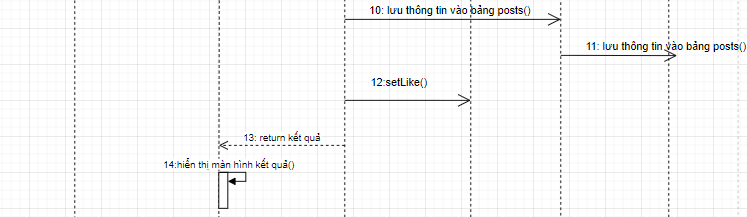 10: lưu thông tin vào bảng posts()
11: lưu thông tin vào bảng posts()
12:setLike()
13: return kết quả
14:hiển thị màn hình kết quả()